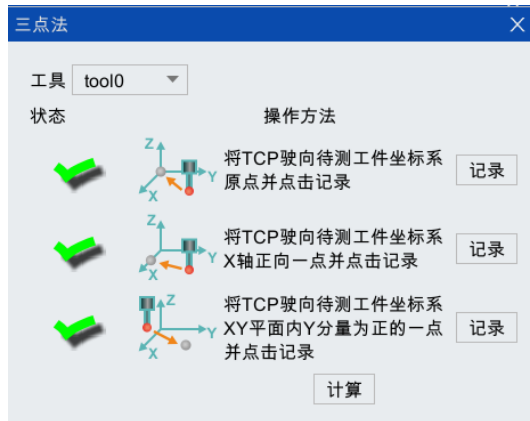 三点法
工具 tool0
状态 操作方法
Z Y X
将TCP驶向待测工件坐标系
原点并点击记录
记录
Z Y X
将TCP驶向待测工件坐标系
X轴正向一点并点击记录
记录
Z Y X
将TCP驶向待测工件坐标系
XY平面内Y分量为正的一点
并点击记录
记录
计算